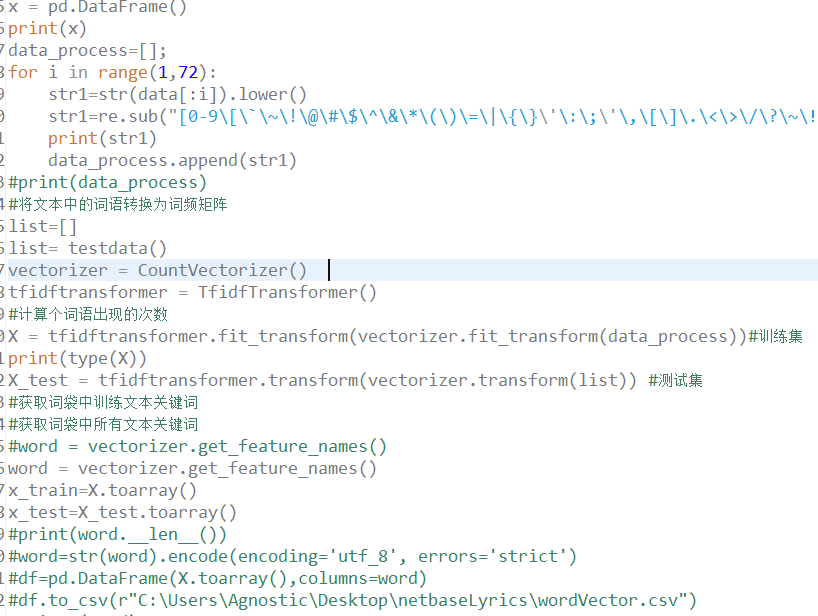 x = pd.DataFrame()
print(x)
data_process=[];
for i in range(1,72):
    str1=str(data[:i]).lower()
    str1=re.sub("[0-9\[\`\~\!\@\#\$\^\&\*\(\)\=\|\{\}\'\:\;\'\,\[\]\.\<\>\/\?\~\!
    print(str1)
    data_process.append(str1)
#print(data_process)
#将文本中的词语转换为词频矩阵
list=[]
list= testdata()
vectorizer = CountVectorizer()
tfidftransformer = TfidfTransformer()
#计算个词语出现的次数
X = tfidftransformer.fit_transform(vectorizer.fit_transform(data_process))#训练集
print(type(X))
X_test = tfidftransformer.transform(vectorizer.transform(list)) #测试集
#获取词袋中训练文本关键词
#获取词袋中所有文本关键词
#word = vectorizer.get_feature_names()
word = vectorizer.get_feature_names()
x_train=X.toarray()
x_test=X_test.toarray()
#print(word.__len__())
#word=str(word).encode(encoding='utf_8', errors='strict')
#df=pd.DataFrame(X.toarray(),columns=word)
#df.to_csv(r"C:\Users\Agnostic\Desktop\netbaseLyrics\wordVector.csv")